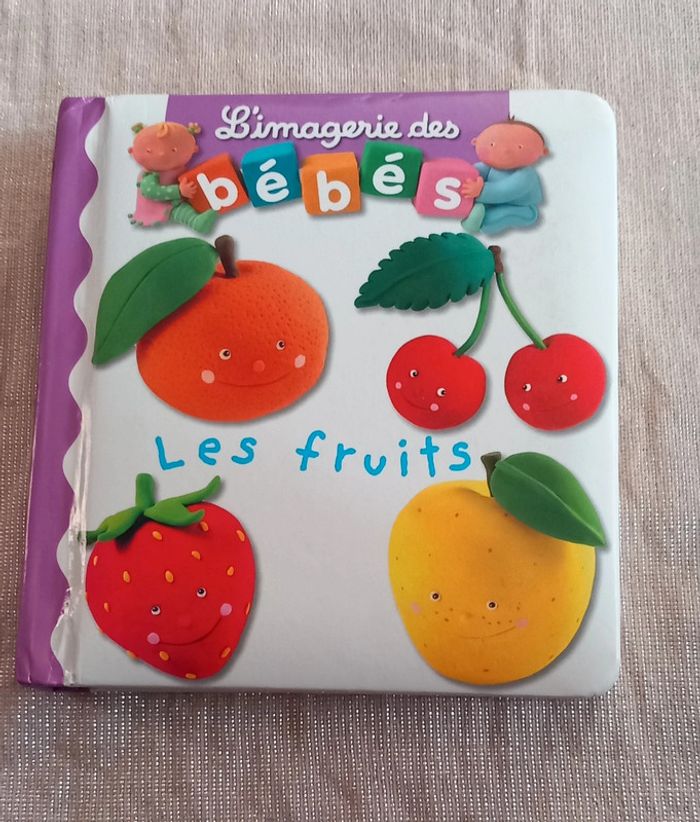 L'imagerie des
bébés
Les fruits